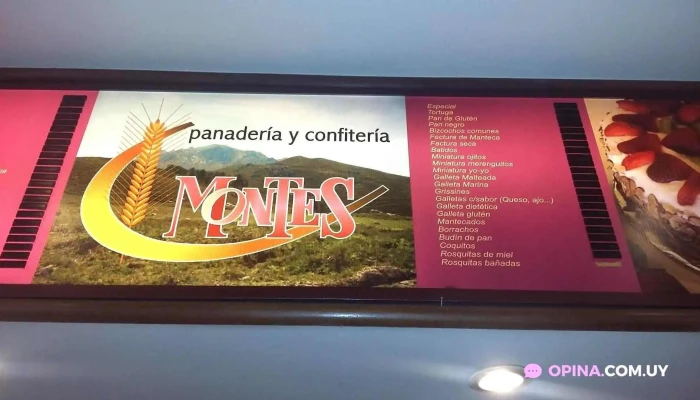 panadería y confitería
MONTES
Especial
Tortuga
Pan de Glutén
Pan negro
Bizcochos comunes
Factura de Manteca
Factura seca
Batidos
Miniatura ojitos
Miniatura merenguitos
Miniatura yo-yo
Galleta Malteada
Galleta Marina
Grissines
Galletas c/sabor (Queso, ajo...)
Galleta dietética
Galleta glutén
Mantecados
Borrachos
Budín de pan
Coquitos
Rosquitas de miel
Rosquitas bañadas
OPINA.COM.UY